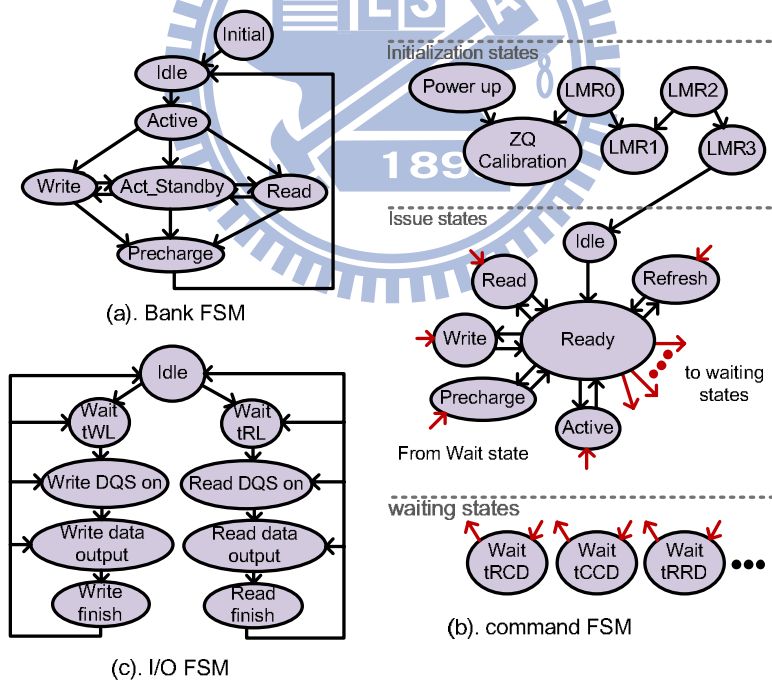 Initial
Idle
Active
Write
Act_Standby
Read
Precharge
(a). Bank FSM
Initialization states
Power up
LMR0
LMR2
ZQ
Calibration
LMR1
LMR3
189
Issue states
Idle
Read
Refresh
Write
Ready
Precharge
Active
to waiting
states
From Wait state
waiting states
Wait
tRCD
Wait
tCCD
Wait
tRRD
(b). command FSM
Idle
Wait
tWL
Wait
tRL
Write DQS on
Read DQS on
Write data
output
Read data
output
Write
finish
Read
finish
(c). I/O FSM